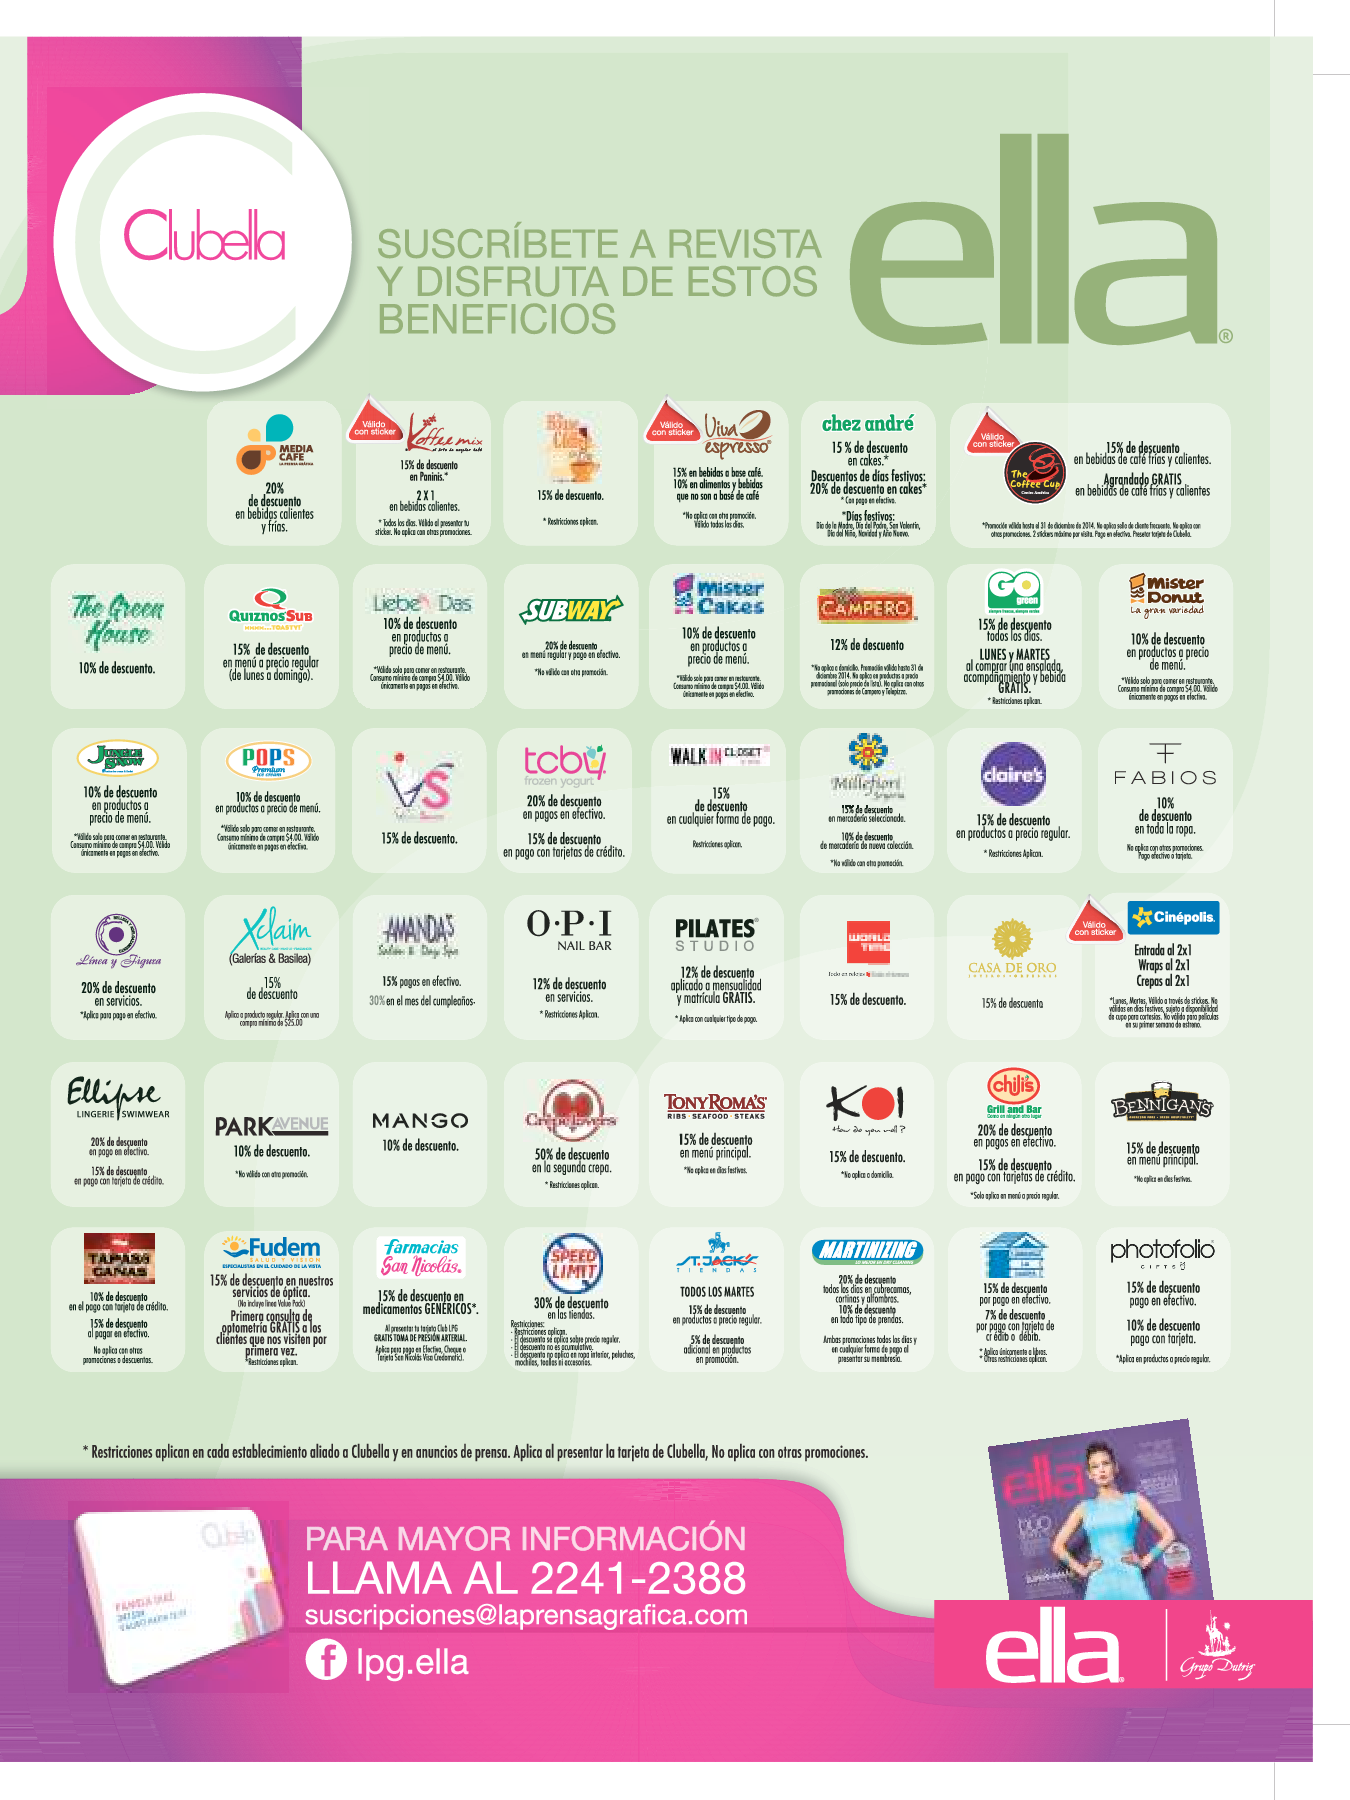 Clubella
SUSCRÍBETE A REVISTA
Y DISFRUTA DE ESTOS
BENEFICIOS
ella®
MEDIA
CAFE
LA PRENSA GRÁFICA
20%
de descuento
en bebidas calientes
y frías.
Válido
con sticker
Koffee mix
15% de descuento
en Paninis.*
2 X 1
en bebidas calientes.
* Todos los días. Válido al presentar tu
sticker. No aplica con otras promociones.
15% de descuento.
* Restricciones aplican.
Válido
con sticker
Viva
espresso
15% en bebidas a base café.
10% en alimentos y bebidas
que no son a basé de café
*No aplica con otra promoción.
Válido todos los días.
chez andré
15 % de descuento
en cakes.*
Descuentos de días festivos:
20% de descuento en cakes*
* Con pago en efectivo.
*Días festivos:
Día de la Madre, Día del Padre, San Valentín,
Día del Niño, Navidad y Año Nuevo.
Válido
con sticker
The
Coffee Cup
Centro América
15% de descuento
en bebidas de café frías y calientes.
Agrandado GRATIS
en bebidas de café frías y calientes
*Promoción válida hasta el 31 de diciembre de 2014. No aplica sello de cliente frecuente. No aplica con
otras promociones. 2 stickers máximo por visita. Pago en efectivo. Presetar tarjeta de Clubella.
The Green
House
10% de descuento.
QUIZNOS SUB
MMMM...TOASTY!
15% de descuento
en menú a precio regular
(de lunes a domingo).
Liebe Das
10% de descuento
en productos a
precio de menú.
*Válido solo para comer en restaurante.
Consumo mínimo de compra $4.00. Válido
únicamente en pagos en efectivo.
SUBWAY
20% de descuento
en menú regular y pago en efectivo.
*No válido con otra promoción.
Mister
Cakes
10% de descuento
en productos a
precio de menú.
*Válido solo para comer en restaurante.
Consumo mínimo de compra $4.00. Válido
únicamente en pagos en efectivo.
CAMPERO
12% de descuento
*No aplica a domicilio. Promoción válida hasta 31 de
diciembre 2014. No aplica en productos a precio
promocional (solo precio de lista). No aplica con otras
promociones de Campero y Telepizza.
GO
green
siempre frescos, siempre verdes
15% de descuento
todos los días.
LUNES y MARTES
al comprar una ensalada,
acompañamiento y bebida
GRATIS.
* Restricciones aplican.
Mister
Donut
La gran variedad
10% de descuento
en productos a precio
de menú.
*Válido solo para comer en restaurante.
Consumo mínimo de compra $4.00. Válido
únicamente en pagos en efectivo.
JUNGLE
SNOW
10% de descuento
en productos a
precio de menú.
*Válido solo para comer en restaurante.
Consumo mínimo de compra $4.00. Válido
únicamente en pagos en efectivo.
POPS
Premium
ICE CREAM
10% de descuento
en productos a precio de menú.
*Válido solo para comer en restaurante.
Consumo mínimo de compra $4.00. Válido
únicamente en pagos en efectivo.
VS
15% de descuento.
tcby
frozen yogurt
20% de descuento
en pagos en efectivo.
15% de descuento
en pago con tarjetas de crédito.
WALK IN CLOSET
15%
de descuento
en cualquier forma de pago.
Restricciones aplican.
Millefiori
15% de descuento
en mercadería seleccionada.
10% de descuento
de mercadería de nueva colección.
*No válido con otra promoción.
claire's
15% de descuento
en productos a precio regular.
* Restricciones Aplican.
FABIOS
10%
de descuento
en toda la ropa.
No aplica con otras promociones.
Pago efectivo o tarjeta.
Línea y Figura
20% de descuento
en servicios.
*Aplica para pago en efectivo.
Xclaim
(Galerías & Basilea)
15%
de descuento
Aplica a producto regular. Aplica con una
compra mínima de $25.00
AMANDA'S
15% pagos en efectivo.
30% en el mes del cumpleaños·
O·P·I
NAIL BAR
12% de descuento
en servicios.
* Restricciones Aplican.
PILATES
STUDIO
12% de descuento
aplicado a mensualidad
y matrícula GRATIS.
* Aplica con cualquier tipo de pago.
WORLD
TIME
15% de descuento.
CASA DE ORO
15% de descuento
Válido
con sticker
Cinépolis.
Entrada al 2x1
Wraps al 2x1
Crepas al 2x1
*Lunes, Martes, Válido a través de stickers. No
válidos en días festivos, sujeto a disponibilidad
de cupo para cortesías. No válido para películas
en su primer semana de estreno.
Ellipse
LINGERIE SWIMWEAR
20% de descuento
en pago en efectivo.
15% de descuento
en pago con tarjeta de crédito.
PARK AVENUE
10% de descuento.
*No válido con otra promoción.
MANGO
10% de descuento.
Crepelovers
50% de descuento
en la segunda crepa.
* Restricciones aplican.
TONY ROMA'S
RIBS · SEAFOOD · STEAKS
15% de descuento
en menú principal.
*No aplica en días festivos.
KOI
How do you roll?
15% de descuento.
*No aplica a domicilio.
chili's
Grill and Bar
Como en ningún otro lugar
20% de descuento
en pagos en efectivo.
15% de descuento
en pago con tarjetas de crédito.
*Solo aplica en menú a precio regular.
BENNIGAN'S
15% de descuento
en menú principal.
*No aplica en días festivos.
10% de descuento
en el pago con tarjeta de crédito.
15% de descuento
al pagar en efectivo.
No aplica con otras
promociones o descuentos.
Fudem
SALUD Y VISIÓN
ESPECIALISTAS EN EL CUIDADO DE LA VISTA
15% de descuento en nuestros
servicios de óptica.
(No incluye línea Value Pack)
Primera consulta de
optometría GRATIS a los
clientes que nos visiten por
primera vez.
*Restricciones aplican.
farmacias
San Nicolás.
15% de descuento en
medicamentos GENÉRICOS*.
Al presentar tu tarjeta Club LPG
GRATIS TOMA DE PRESIÓN ARTERIAL.
Aplica para pago en Efectivo, Cheque o
Tarjeta San Nicolás Visa Credomatic).
SPEED
LIMIT
30% de descuento
en las tiendas.
Restricciones:
- Restricciones aplican.
- El descuento se aplica sobre precio regular.
- El descuento no es acumulativo.
- El descuento no aplica en ropa interior, peluches,
mochilas, toallas ni accesorios.
ST. JACK'S
TIENDAS
TODOS LOS MARTES
15% de descuento
en productos a precio regular.
5% de descuento
adicional en productos
en promoción.
MARTINIZING
20% de descuento
todos los días en cubrecamas,
cortinas y alfombras.
10% de descuento
en todo tipo de prendas.
Ambas promociones todos los días y
en cualquier forma de pago al
presentar su membresía.
15% de descuento
por pago en efectivo.
7% de descuento
por pago con tarjeta de
crédito o débito.
* Aplica únicamente a libros.
* Otras restricciones aplican.
photofolio
GIFTS
15% de descuento
pago en efectivo.
10% de descuento
pago con tarjeta.
*Aplica en productos a precio regular.
* Restricciones aplican en cada establecimiento aliado a Clubella y en anuncios de prensa. Aplica al presentar la tarjeta de Clubella, No aplica con otras promociones.
Clubella
PARA MAYOR INFORMACIÓN
LLAMA AL 2241-2388
suscripciones@laprensagrafica.com
f lpg.ella
ella
ella®
Grupo Dutriz